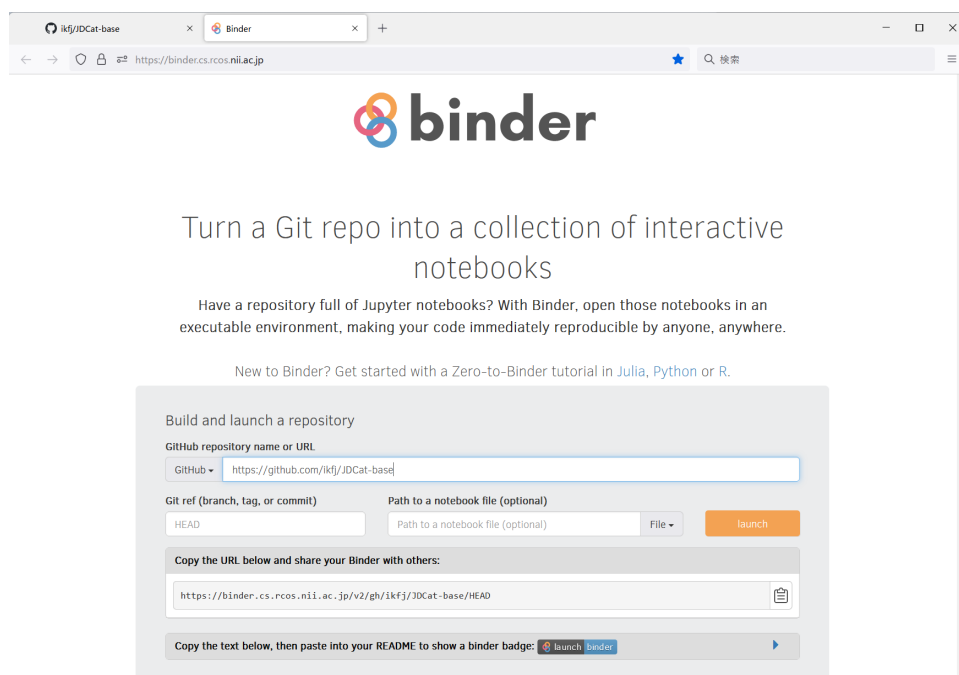 ikfj/JDCat-base
Binder
https://binder.cs.rcos.nii.ac.jp
検索
binder
Turn a Git repo into a collection of interactive
notebooks
Have a repository full of Jupyter notebooks? With Binder, open those notebooks in an
executable environment, making your code immediately reproducible by anyone, anywhere.
New to Binder? Get started with a Zero-to-Binder tutorial in Julia, Python or R.
Build and launch a repository
GitHub repository name or URL
GitHub
https://github.com/ikfj/JDCat-base
Git ref (branch, tag, or commit)
Path to a notebook file (optional)
HEAD
Path to a notebook file (optional)
File
launch
Copy the URL below and share your Binder with others:
https://binder.cs.rcos.nii.ac.jp/v2/gh/ikfj/JDCat-base/HEAD
Copy the text below, then paste into your README to show a binder badge:
launch binder